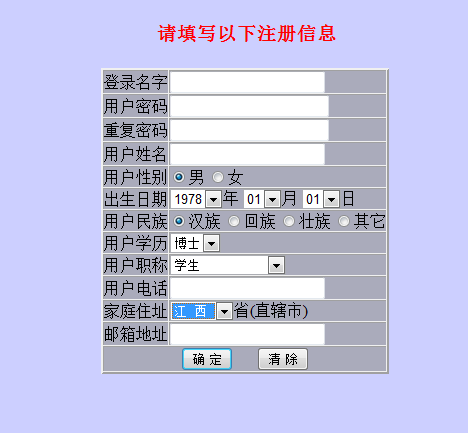 请填写以下注册信息
登录名字
用户密码
重复密码
用户姓名
用户性别 男 女
出生日期 1978 年 01 月 01 日
用户民族 汉族 回族 壮族 其它
用户学历 博士
用户职称 学生
用户电话
家庭住址 江 西 省(直辖市)
邮箱地址
确 定 清 除